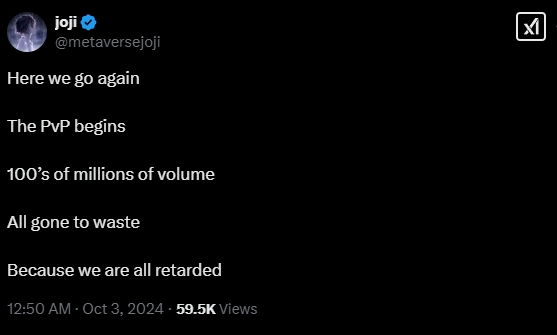 joji
@metaversejoji
Here we go again
The PvP begins
100's of millions of volume
All gone to waste
Because we are all retarded
12:50 AM · Oct 3, 2024 · 59.5K Views